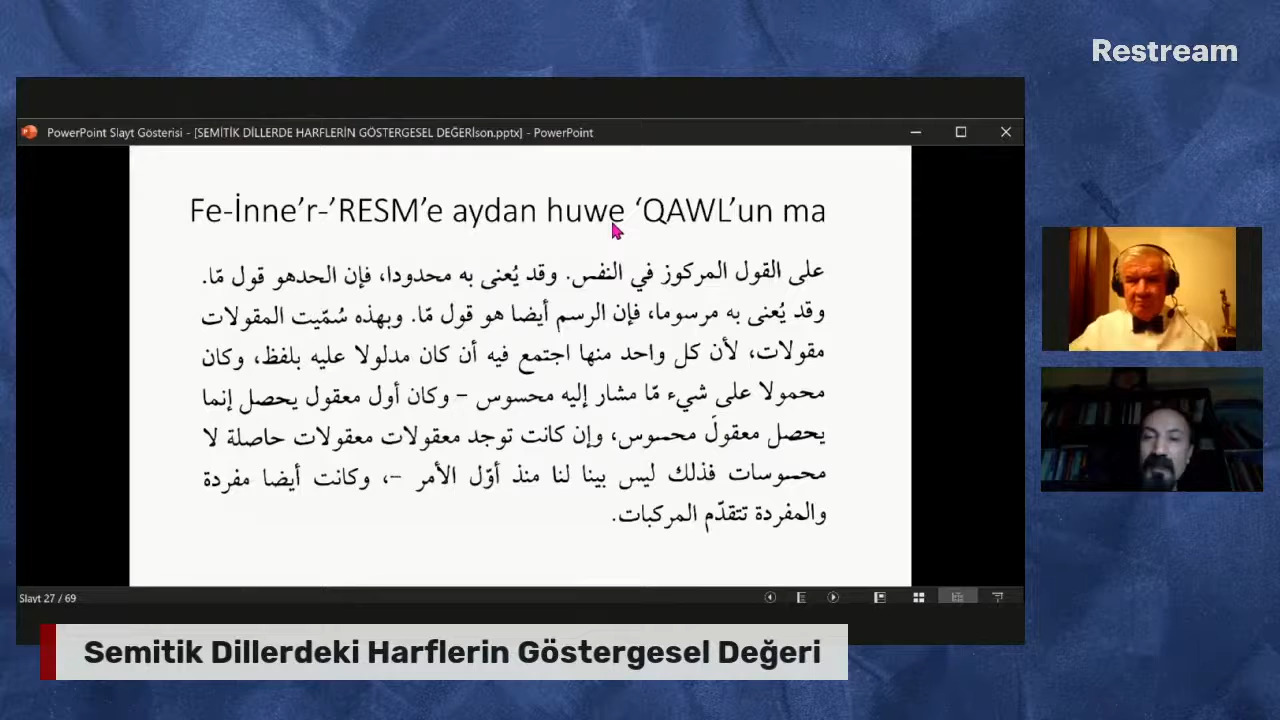 Restream
PowerPoint Slayt Gösterisi - [SEMİTİK DİLLERDE HARFLERİN GÖSTERGESEL DEĞERİson.pptx] - PowerPoint
Fe-İnne’r-’RESM’e aydan huwe ‘QAWL’un ma
على القول المركوز في النفس. وقد يُعنى به محدودا، فإن الحدهو قول مّا.
وقد يُعنى به مرسوما، فإن الرسم أيضا هو قول مّا. وبهذه سُمّيت المقولات
مقولات، لأن كل واحد منها اجتمع فيه أن كان مدلولا عليه بلفظ، وكان
محمولا على شيء مّا مشار إليه محسوس – وكان أول معقول يحصل إنما
يحصل معقولَ محسوس، وإن كانت توجد معقولات معقولات حاصلة لا
محسوسات فذلك ليس بينا لنا منذ أوّل الأمر –، وكانت أيضا مفردة
والمفردة تتقدّم المركبات.
Slayt 27 / 69
Semitik Dillerdeki Harflerin Göstergesel Değeri